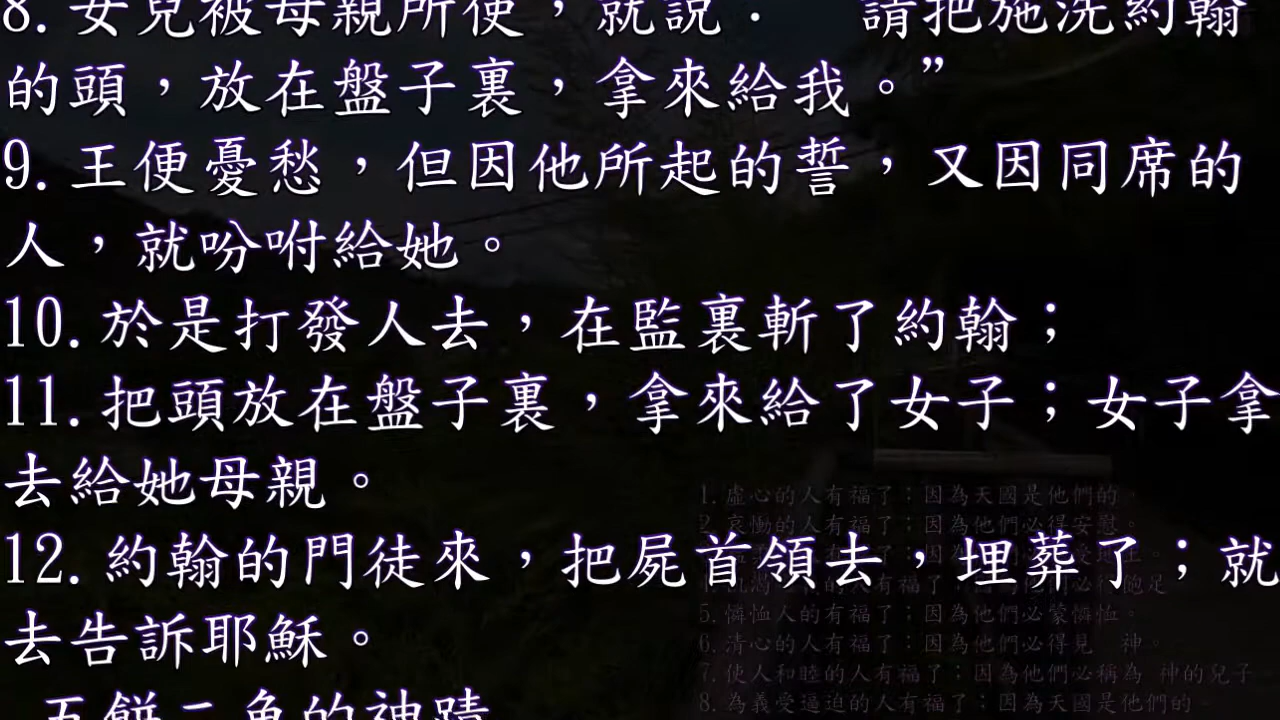 8.女兒被母親所使，就說：“請把施洗約翰
的頭，放在盤子裏，拿來給我。”
9.王便憂愁，但因他所起的誓，又因同席的
人，就吩咐給她。
10.於是打發人去，在監裏斬了約翰；
11.把頭放在盤子裏，拿來給了女子；女子拿
去給她母親。
12.約翰的門徒來，把屍首領去，埋葬了；就
去告訴耶穌。
五餅二魚的神蹟
1.虛心的人有福了；因為天國是他們的。
2.哀慟的人有福了；因為他們必得安慰。
5.憐恤人的有福了；因為他們必蒙憐恤。
6.清心的人有福了；因為他們必得見 神。
7.使人和睦的人有福了；因為他們必稱為 神的兒子
8.為義受逼迫的人有福了；因為天國是他們的。